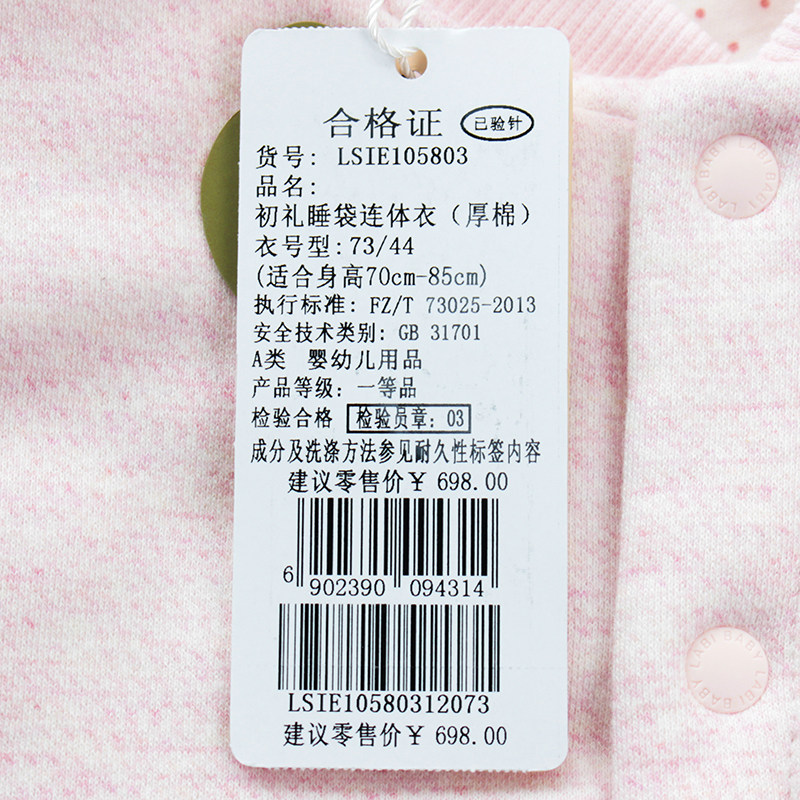 合格证 已验针
货号: LSIE105803
品名:
初礼睡袋连体衣（厚棉）
衣号型:73/44
(适合身高70cm-85cm)
执行标准: FZ/T 73025-2013
安全技术类别: GB 31701
A类 婴幼儿用品
产品等级: 一等品
检验合格 检验员章: 03
成分及洗涤方法参见耐久性标签内容
建议零售价￥ 698.00
6 902390 094314
LSIE10580312073
建议零售价￥ 698.00
LABI BABY
LABI BABY